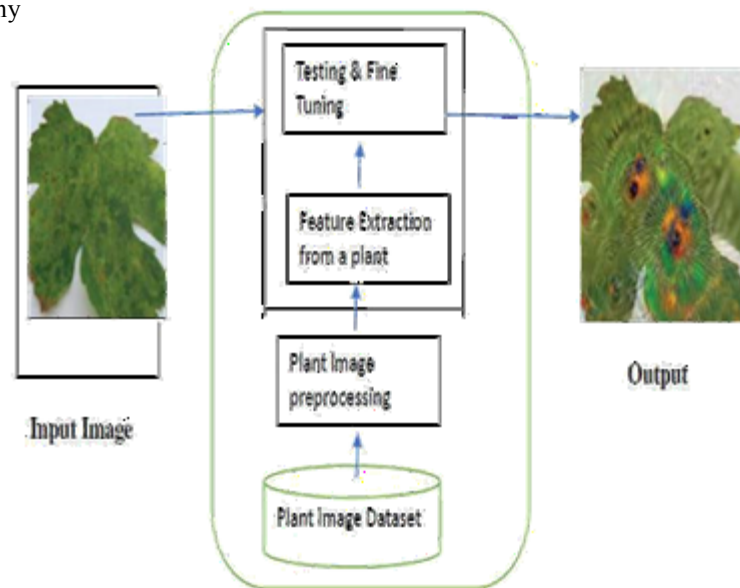 ny
Testing & Fine
Tuning
Feature Extraction
from a plant
Plant Image
preprocessing
Plant Image Dataset
Input Image
Output